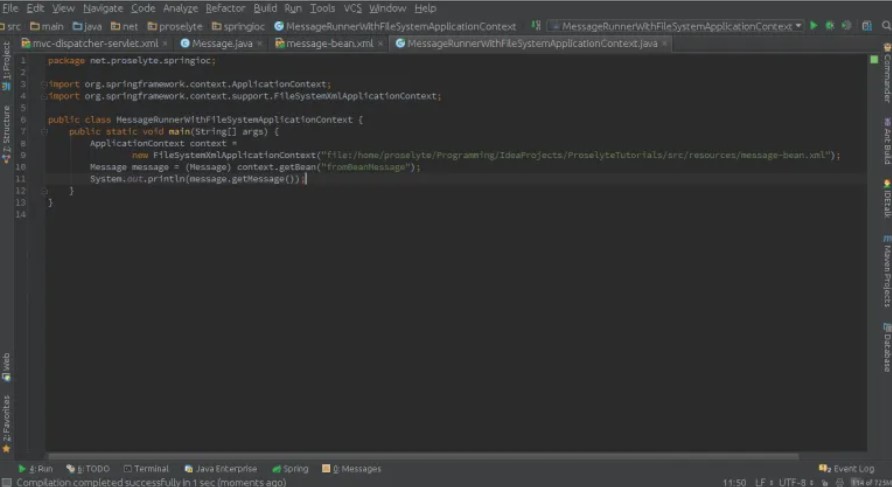 File Edit View Navigate Code Analyze Refactor Build Run Tools VCS Window Help
src main java net proselyte springioc MessageRunnerWithFileSystemApplicationContext MessageRunnerWithFileSystemApplicationContext
mvc-dispatcher-servlet.xml Message.java message-bean.xml MessageRunnerWithFileSystemApplicationContext.java
1 package net.proselyte.springioc;
2
3 import org.springframework.context.ApplicationContext;
4 import org.springframework.context.support.FileSystemXmlApplicationContext;
5
6 public class MessageRunnerWithFileSystemApplicationContext {
7 public static void main(String[] args) {
8 ApplicationContext context =
9 new FileSystemXmlApplicationContext("file:/home/proselyte/Programming/IdeaProjects/ProselyteTutorials/src/resources/message-bean.xml");
10 Message message = (Message) context.getBean("fromBeanMessage");
11 System.out.println(message.getMessage());
12 }
13 }
14
1: Project
2: Structure
Web
2: Favorites
Commander
Ant Build
IDEtalk
Maven Projects
Database
4: Run 6: TODO Terminal Java Enterprise Spring 0: Messages Event Log
Compilation completed successfully in 1 sec (moments ago) 11:50 LF UTF-8